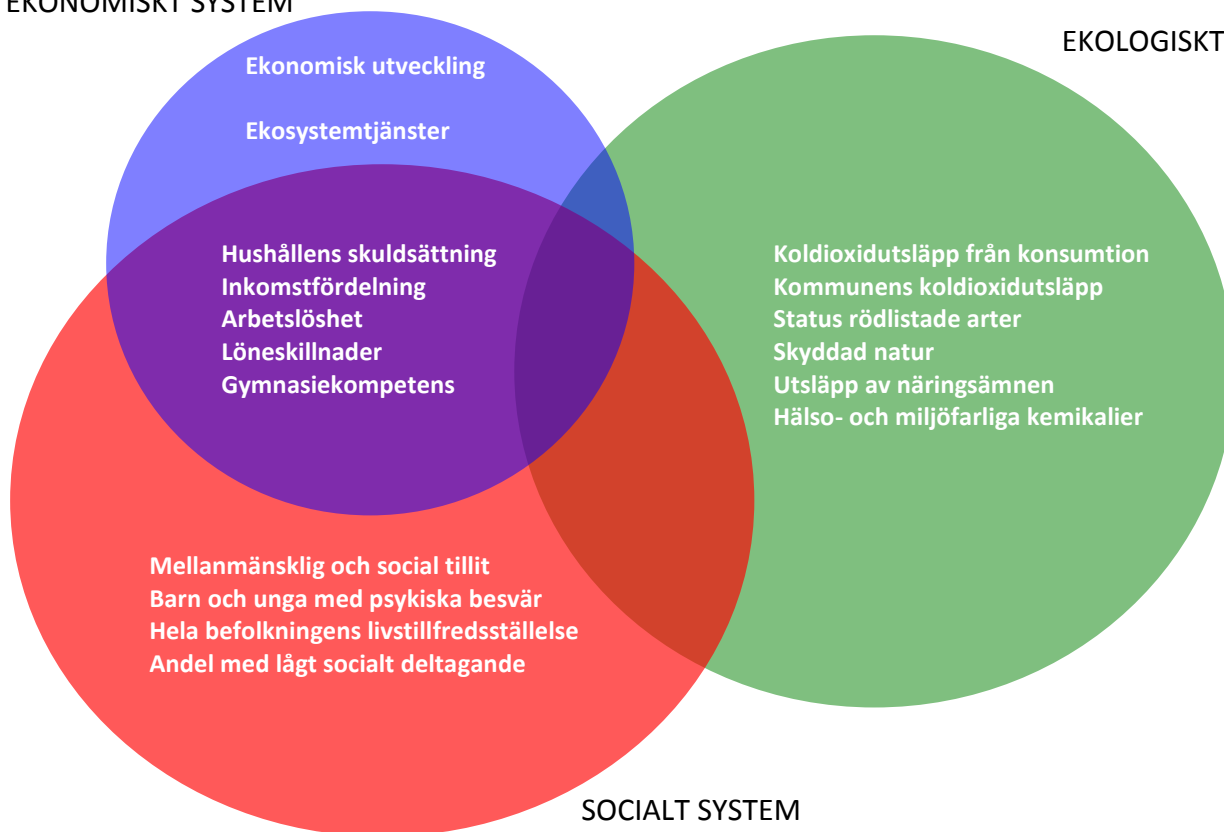 EKONOMISKT SYSTEM
EKOLOGISKT
Ekonomisk utveckling
Ekosystemtjänster
Hushållens skuldsättning
Inkomstfördelning
Arbetslöshet
Löneskillnader
Gymnasiekompetens
Koldioxidutsläpp från konsumtion
Kommunens koldioxidutsläpp
Status rödlistade arter
Skyddad natur
Utsläpp av näringsämnen
Hälso- och miljöfarliga kemikalier
Mellanmänsklig och social tillit
Barn och unga med psykiska besvär
Hela befolkningens livstillfredsställelse
Andel med lågt socialt deltagande
SOCIALT SYSTEM